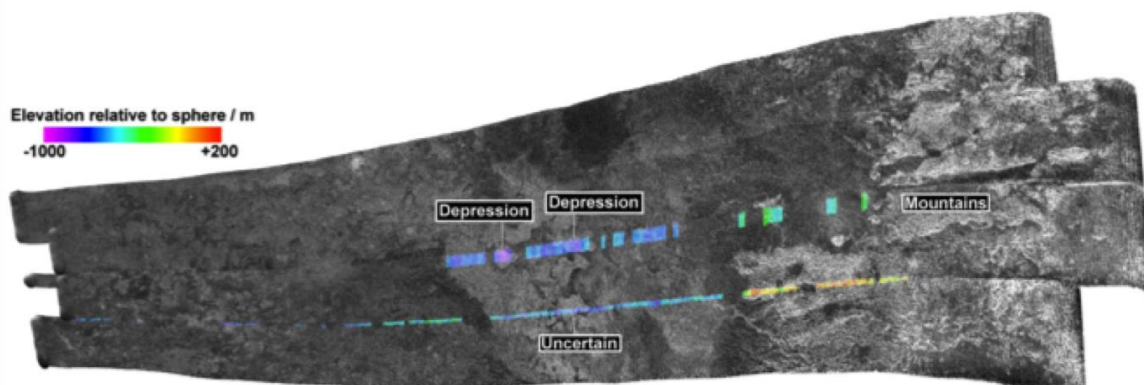 Elevation relative to sphere / m
-1000 +200
Depression
Depression
Mountains
Uncertain